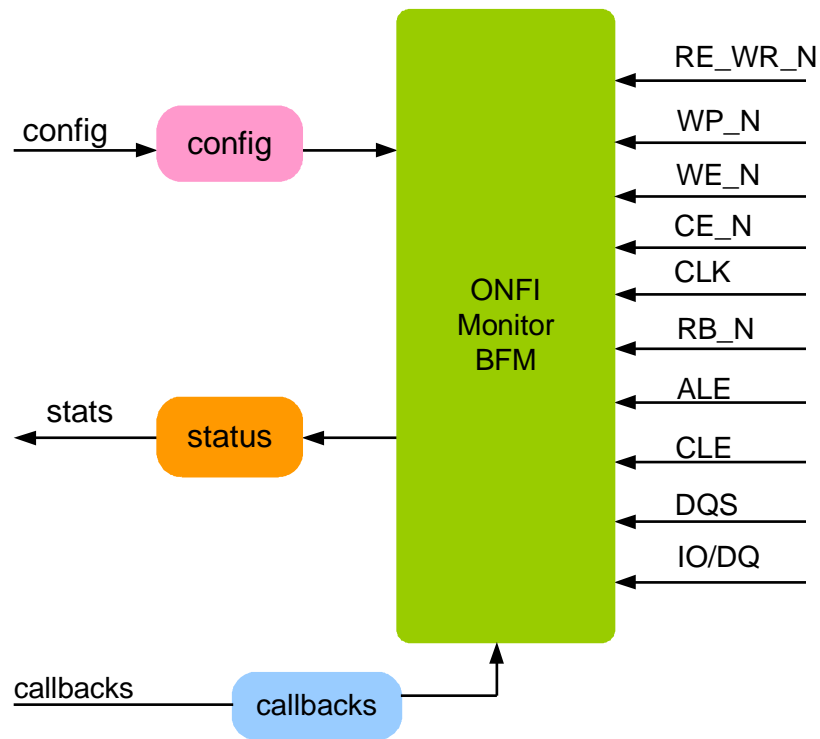 config
config
stats
status
callbacks
callbacks
ONFI
Monitor
BFM
RE_WR_N
WP_N
WE_N
CE_N
CLK
RB_N
ALE
CLE
DQS
IO/DQ